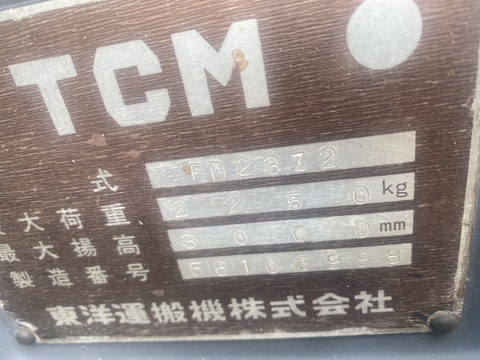 TCM
式 FD23Z2
大荷重 2250 kg
最大揚高 3000 mm
製造番号
東洋運搬機株式会社